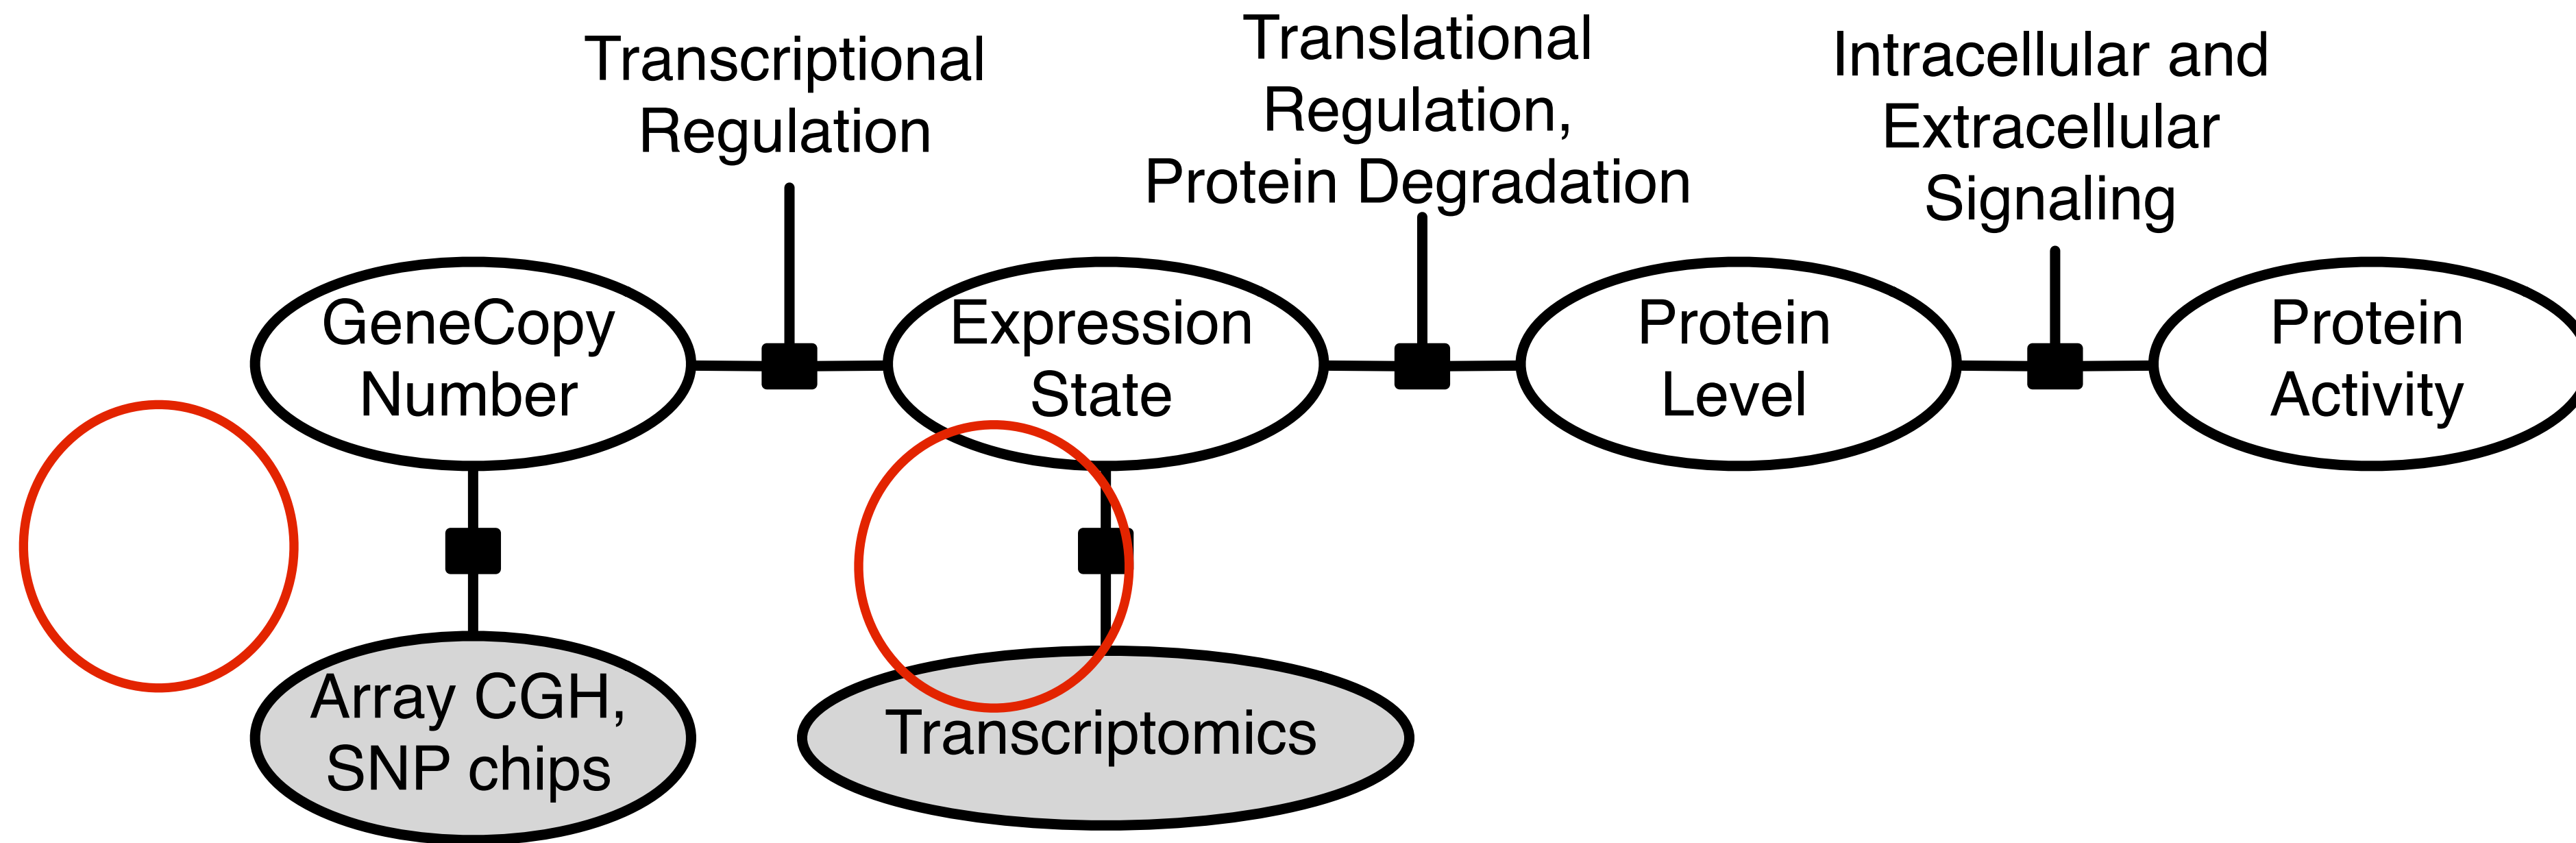 Transcriptional
Regulation
Translational
Regulation,
Protein Degradation
Intracellular and
Extracellular
Signaling
GeneCopy
Number
Expression
State
Protein
Level
Protein
Activity
Array CGH,
SNP chips
Transcriptomics